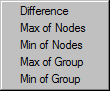 Difference
Max of Nodes
Min of Nodes
Max of Group
Min of Group